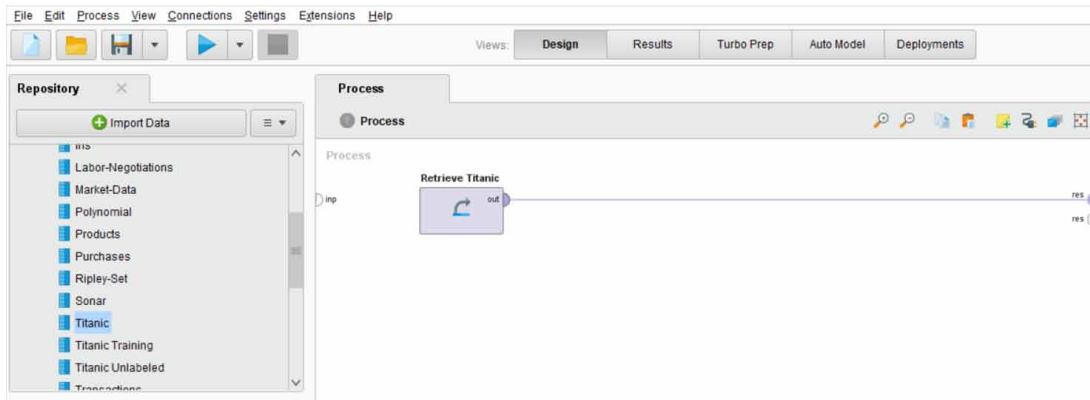 File Edit Process View Connections Settings Extensions Help
Views: Design Results Turbo Prep Auto Model Deployments
Repository
Process
Import Data
Process
Iris
Process
Labor-Negotiations
Market-Data
Polynomial
Products
Purchases
Ripley-Set
Sonar
Titanic
Titanic Training
Titanic Unlabeled
Transactions
Retrieve Titanic
inp
out
res
res